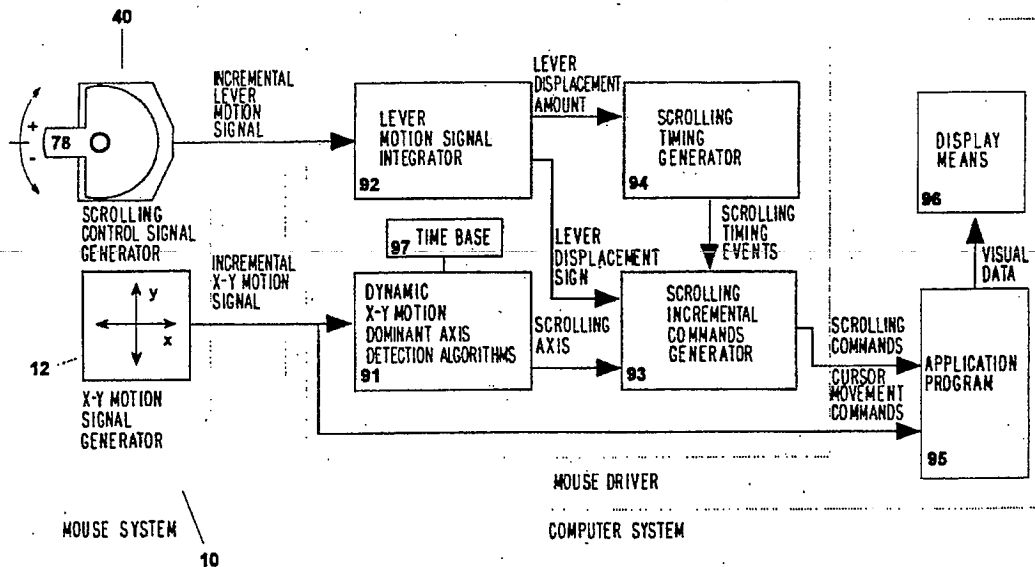 40
+
78
-
SCROLLING
CONTROL SIGNAL
GENERATOR
INCREMENTAL
LEVER
MOTION
SIGNAL
LEVER
MOTION SIGNAL
INTEGRATOR
92
LEVER
DISPLACEMENT
AMOUNT
SCROLLING
TIMING
GENERATOR
94
DISPLAY
MEANS
96
97 TIME BASE
LEVER
DISPLACEMENT
SIGN
SCROLLING
TIMING
EVENTS
VISUAL
DATA
y
x
12
X-Y MOTION
SIGNAL
GENERATOR
INCREMENTAL
X-Y MOTION
SIGNAL
DYNAMIC
X-Y MOTION
DOMINANT AXIS
DETECTION ALGORITHMS
91
SCROLLING
AXIS
SCROLLING
INCREMENTAL
COMMANDS
GENERATOR
93
SCROLLING
COMMANDS
CURSOR
MOVEMENT
COMMANDS
APPLICATION
PROGRAM
95
MOUSE DRIVER
MOUSE SYSTEM
COMPUTER SYSTEM
10